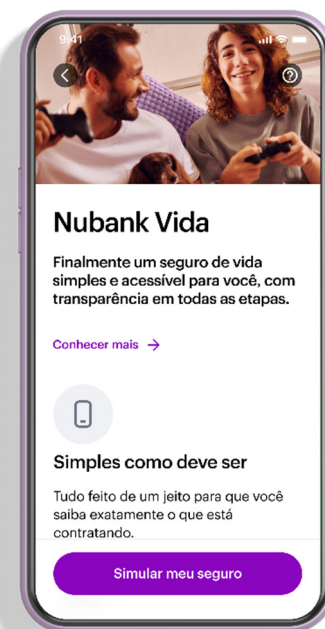 9:41
Nubank Vida
Finalmente um seguro de vida
simples e acessível para você, com
transparência em todas as etapas.
Conhecer mais →
Simples como deve ser
Tudo feito de um jeito para que você
saiba exatamente o que está
contratando.
Simular meu seguro